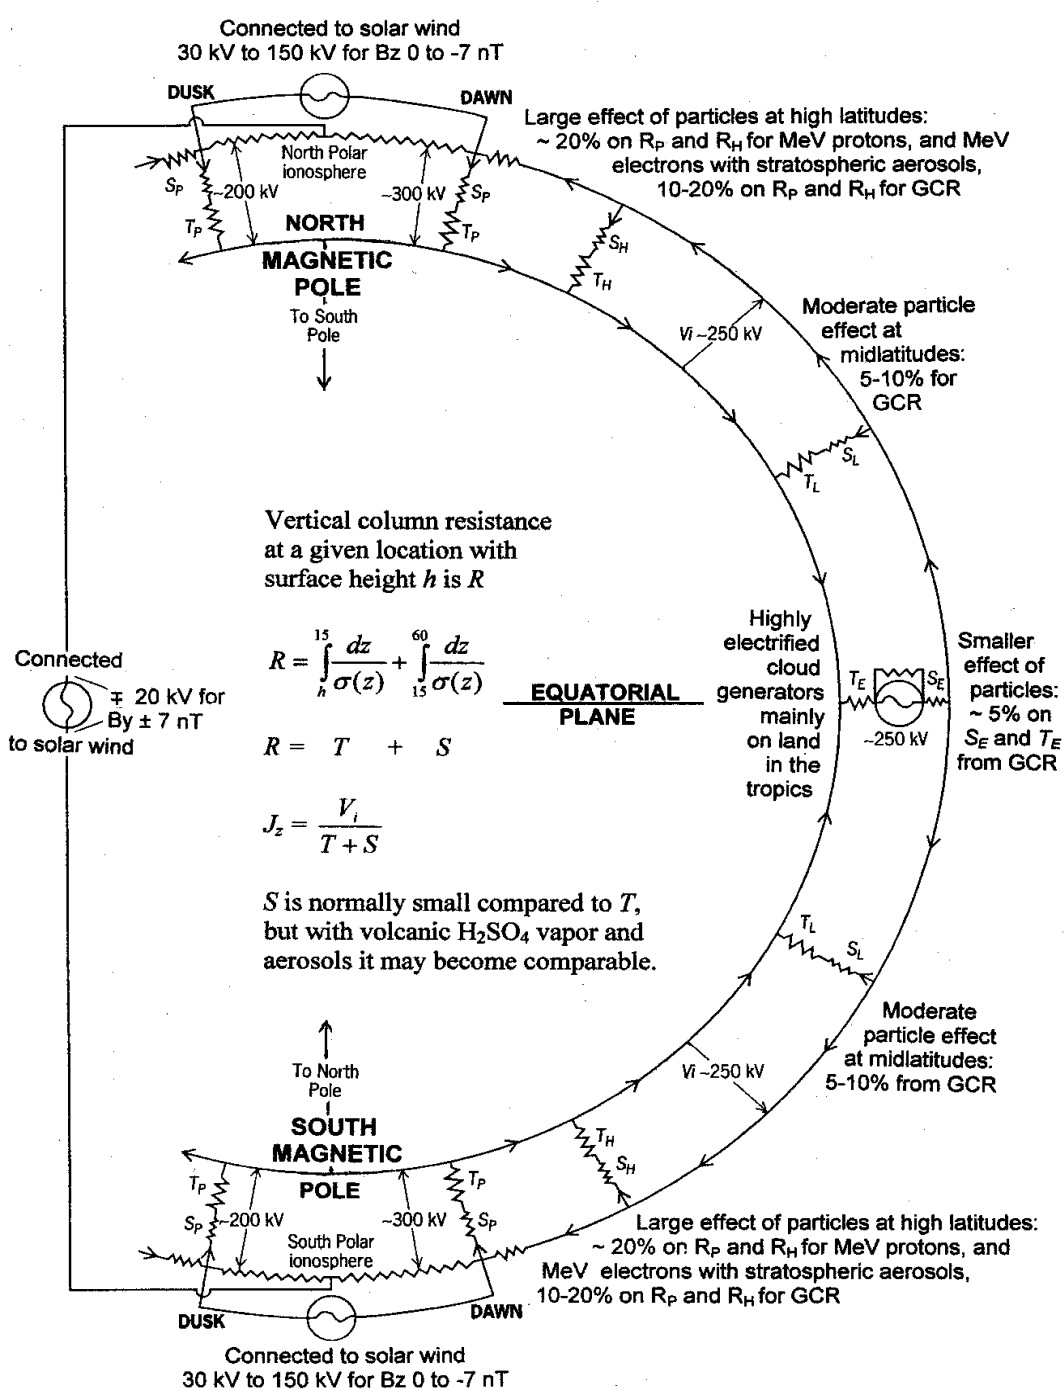 Connected to solar wind
30 kV to 150 kV for Bz 0 to -7 nT
DUSK
DAWN
Large effect of particles at high latitudes:
~ 20% on RP and RH for MeV protons, and MeV
electrons with stratospheric aerosols,
10-20% on RP and RH for GCR
North Polar
ionosphere
SP
~200 kV
~300 kV
SP
TP
TP
NORTH
MAGNETIC
POLE
To South
Pole
SH
TH
Vi ~250 kV
Moderate particle
effect at
midlatitudes:
5-10% for
GCR
SL
TL
Vertical column resistance
at a given location with
surface height h is R
R = ∫_h^15 dz/σ(z) + ∫_15^60 dz/σ(z)
R = T + S
Jz = Vi / T + S
S is normally small compared to T,
but with volcanic H2SO4 vapor and
aerosols it may become comparable.
Connected
∓ 20 kV for
By ± 7 nT
to solar wind
EQUATORIAL
PLANE
Highly
electrified
cloud
generators
mainly
on land
in the
tropics
TE
SE
~250 kV
Smaller
effect of
particles:
~ 5% on
SE and TE
from GCR
TL
SL
Moderate
particle effect
at midlatitudes:
5-10% from GCR
Vi ~250 kV
To North
Pole
SOUTH
MAGNETIC
POLE
TH
SH
TP
TP
SP
~200 kV
~300 kV
SP
South Polar
ionosphere
Large effect of particles at high latitudes:
~ 20% on RP and RH for MeV protons, and
MeV electrons with stratospheric aerosols,
10-20% on RP and RH for GCR
DUSK
DAWN
Connected to solar wind
30 kV to 150 kV for Bz 0 to -7 nT